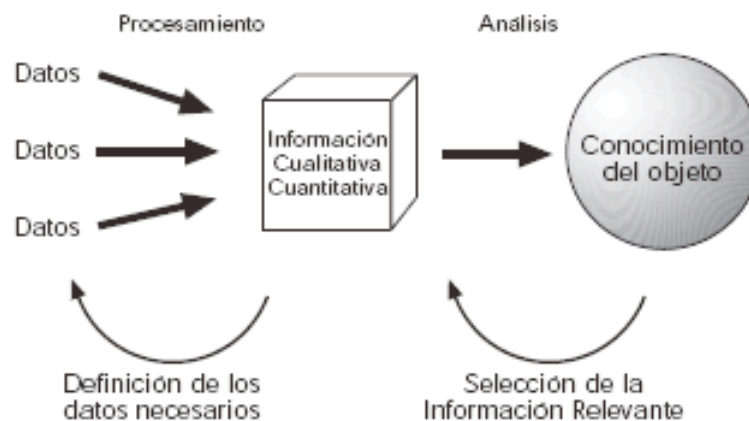 Procesamiento
Análisis
Datos
Datos
Datos
Información
Cualitativa
Cuantitativa
Conocimiento
del objeto
Definición de los
datos necesarios
Selección de la
Información Relevante